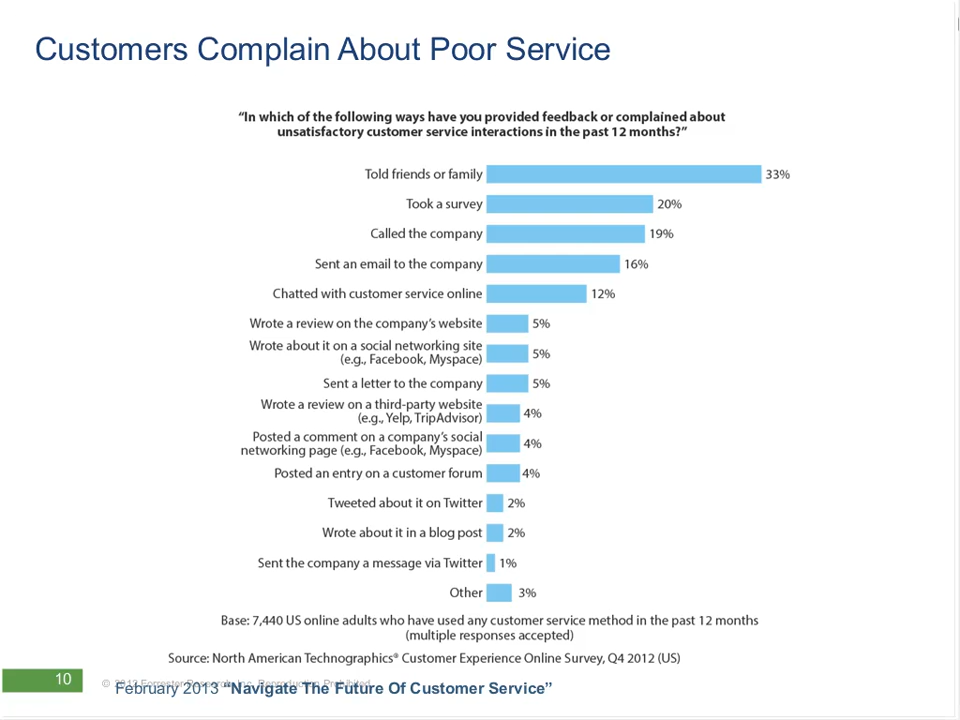 Customers Complain About Poor Service
“In which of the following ways have you provided feedback or complained about
unsatisfactory customer service interactions in the past 12 months?”
Told friends or family 33%
Took a survey 20%
Called the company 19%
Sent an email to the company 16%
Chatted with customer service online 12%
Wrote a review on the company’s website 5%
Wrote about it on a social networking site
(e.g., Facebook, Myspace) 5%
Sent a letter to the company 5%
Wrote a review on a third-party website
(e.g., Yelp, TripAdvisor) 4%
Posted a comment on a company’s social
networking page (e.g., Facebook, Myspace) 4%
Posted an entry on a customer forum 4%
Tweeted about it on Twitter 2%
Wrote about it in a blog post 2%
Sent the company a message via Twitter 1%
Other 3%
Base: 7,440 US online adults who have used any customer service method in the past 12 months
(multiple responses accepted)
Source: North American Technographics® Customer Experience Online Survey, Q4 2012 (US)
10
© Forrester Research, Inc. Reproduction Prohibited
February 2013 “Navigate The Future Of Customer Service”